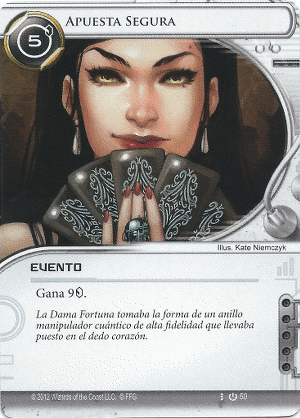 5
APUESTA SEGURA
Illus. Kate Niemczyk
EVENTO
Gana 9.
La Dama Fortuna tomaba la forma de un anillo
manipulador cuántico de alta fidelidad que llevaba
puesto en el dedo corazón.
© 2012 Wizards of the Coast LLC. © FFG
50